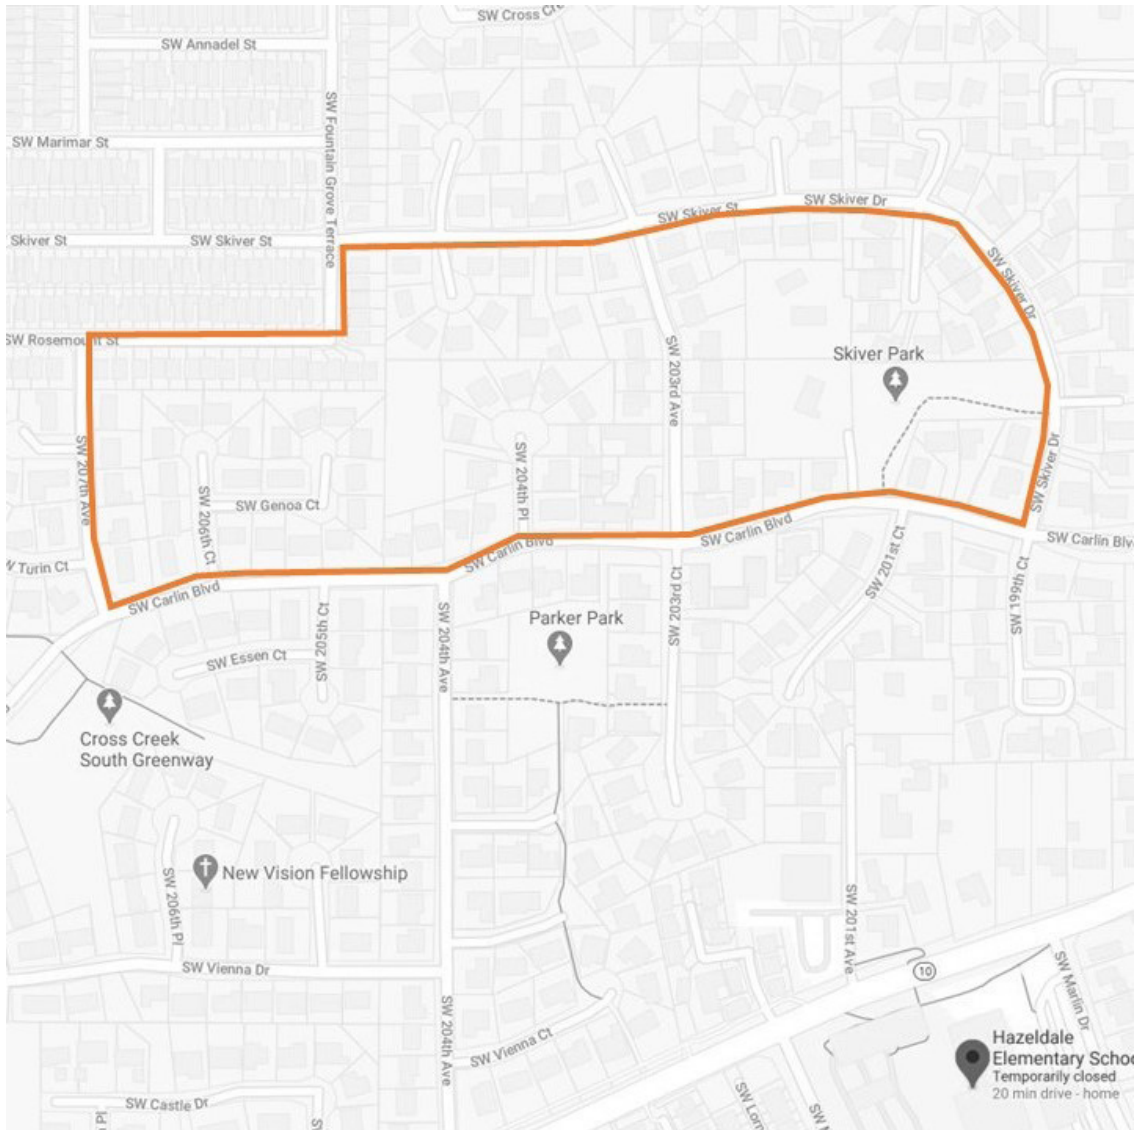 SW Cross Cre
SW Annadel St
SW Fountain Grove Terrace
SW Marimar St
SW Skiver St
SW Skiver Dr
Skiver St
SW Skiver St
SW Skiver Dr
SW Rosemount St
SW 203rd Ave
Skiver Park
SW 207th Ave
SW 206th Ct
SW Genoa Ct
SW 204th Pl
SW Skiver Dr
SW Carlin Blvd
SW Carlin Blvd
SW Carlin Blv
SW 201st Ct
W Turin Ct
SW Carlin Blvd
SW 204th Ave
SW 205th Ct
SW 203rd Ct
SW 199th Ct
Parker Park
SW Essen Ct
Cross Creek
South Greenway
New Vision Fellowship
SW 206th Pl
SW 201st Ave
SW Vienna Dr
10
SW Marlin Dr
SW 204th Ave
SW Vienna Ct
Hazeldale
Elementary Schoo
Temporarily closed
20 min drive - home
SW Castle Dr
Pl
SW Lorn
SW